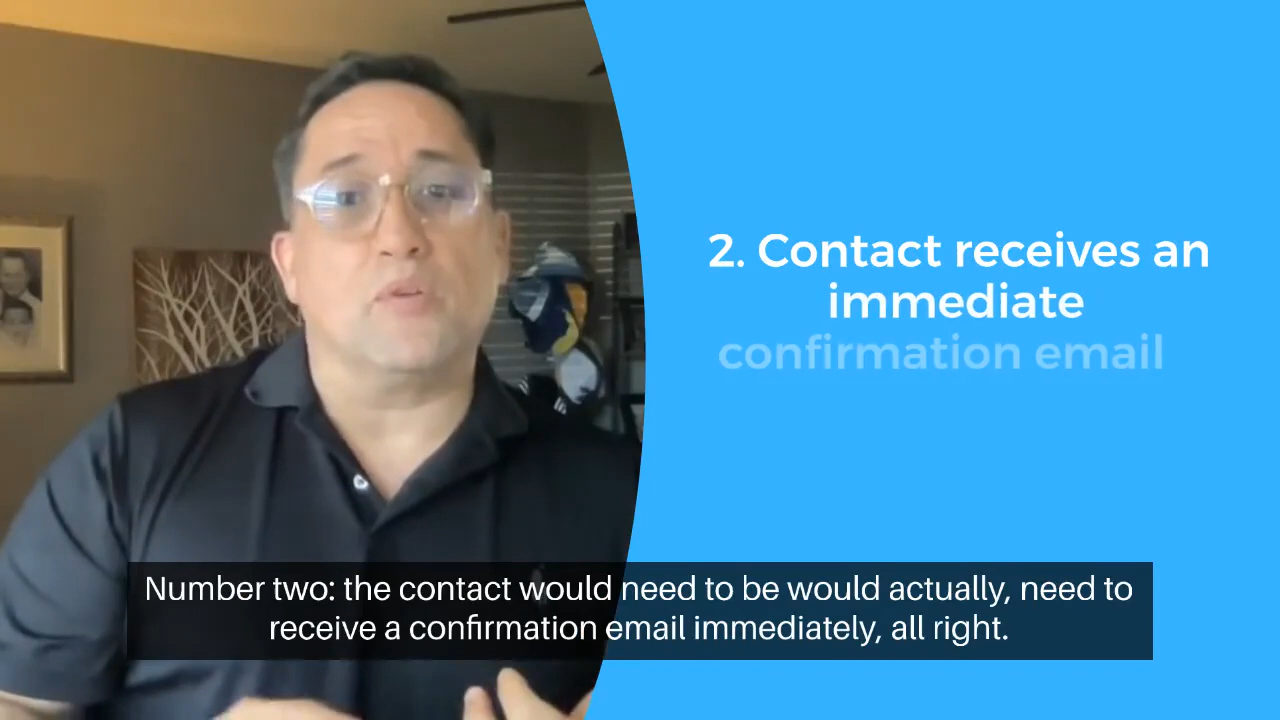 2. Contact receives an
immediate
confirmation email
Number two: the contact would need to be would actually, need to
receive a confirmation email immediately, all right.